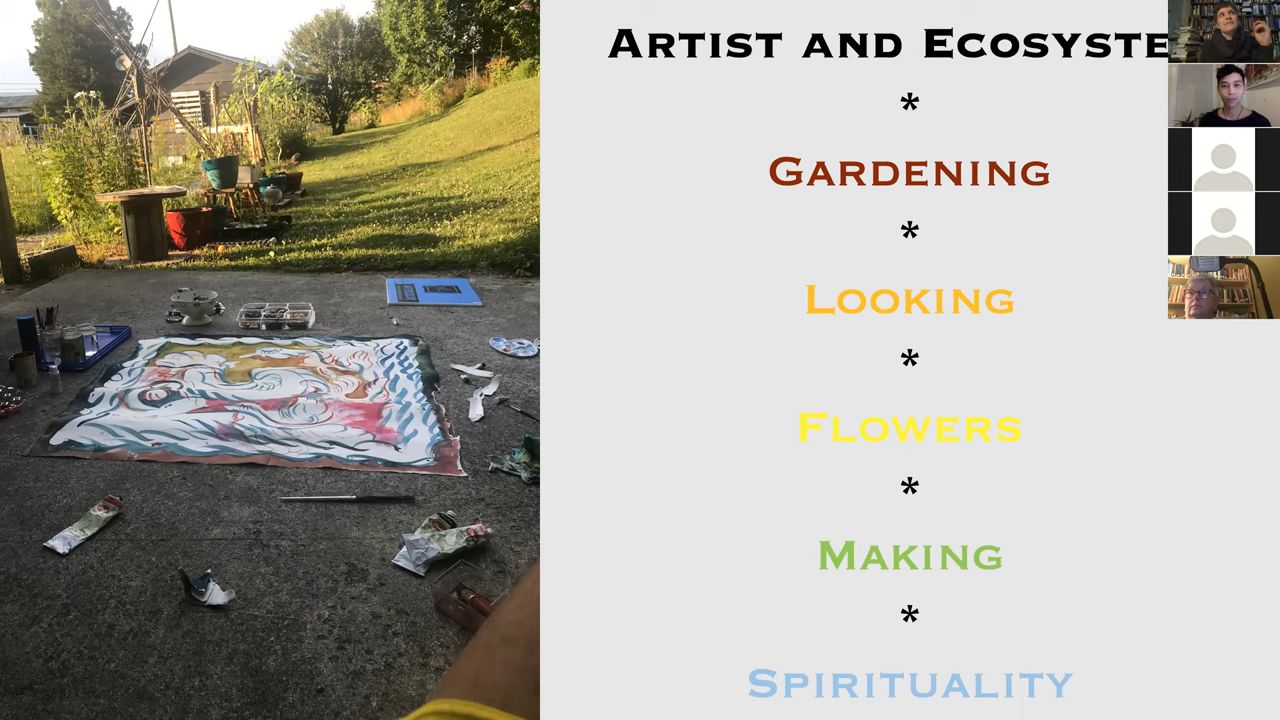 ARTIST AND ECOSYSTE
*
GARDENING
*
LOOKING
*
FLOWERS
*
MAKING
*
SPIRITUALITY